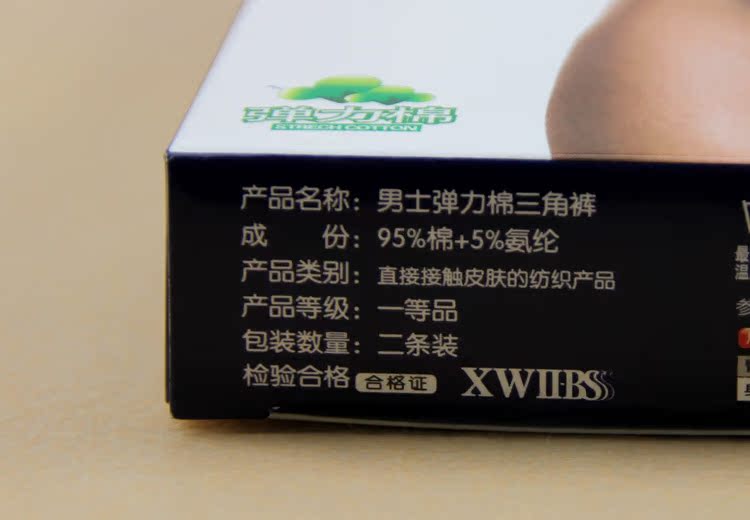 弹力棉
STRECH COTTON
产品名称：男士弹力棉三角裤
成　　份：95%棉+5%氨纶
产品类别：直接接触皮肤的纺织产品
产品等级：一等品
包装数量：二条装
检验合格 合格证 XWIIBS
最
温
参